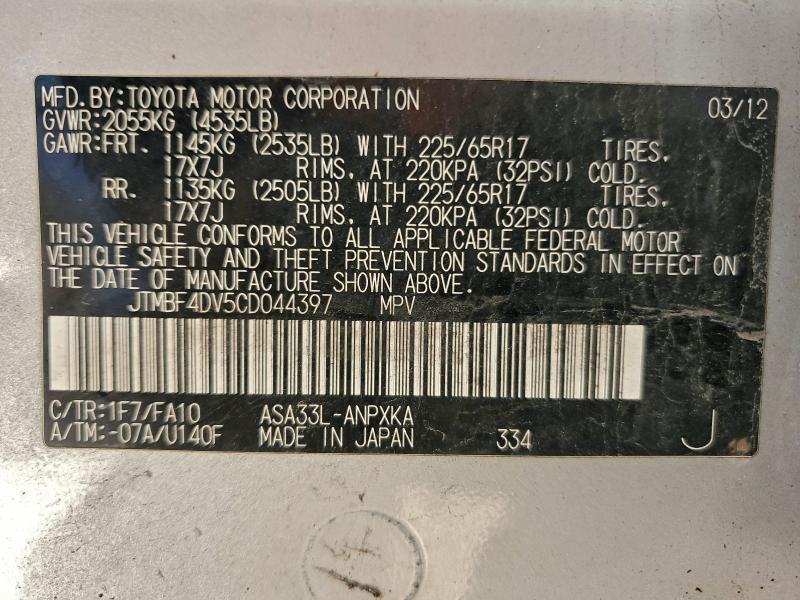 MFD.BY:TOYOTA MOTOR CORPORATION 03/12
GVWR:2055KG (4535LB)
GAWR:FRT. 1145KG (2535LB) WITH 225/65R17 TIRES,
17X7J RIMS, AT 220KPA (32PSI) COLD.
RR. 1135KG (2505LB) WITH 225/65R17 TIRES,
17X7J RIMS, AT 220KPA (32PSI) COLD.
THIS VEHICLE CONFORMS TO ALL APPLICABLE FEDERAL MOTOR
VEHICLE SAFETY AND THEFT PREVENTION STANDARDS IN EFFECT ON
THE DATE OF MANUFACTURE SHOWN ABOVE.
JTMBF4DV5CD044397 MPV
C/TR:1F7/FA10 ASA33L-ANPXKA
A/TM:-07A/U140F MADE IN JAPAN 334 J